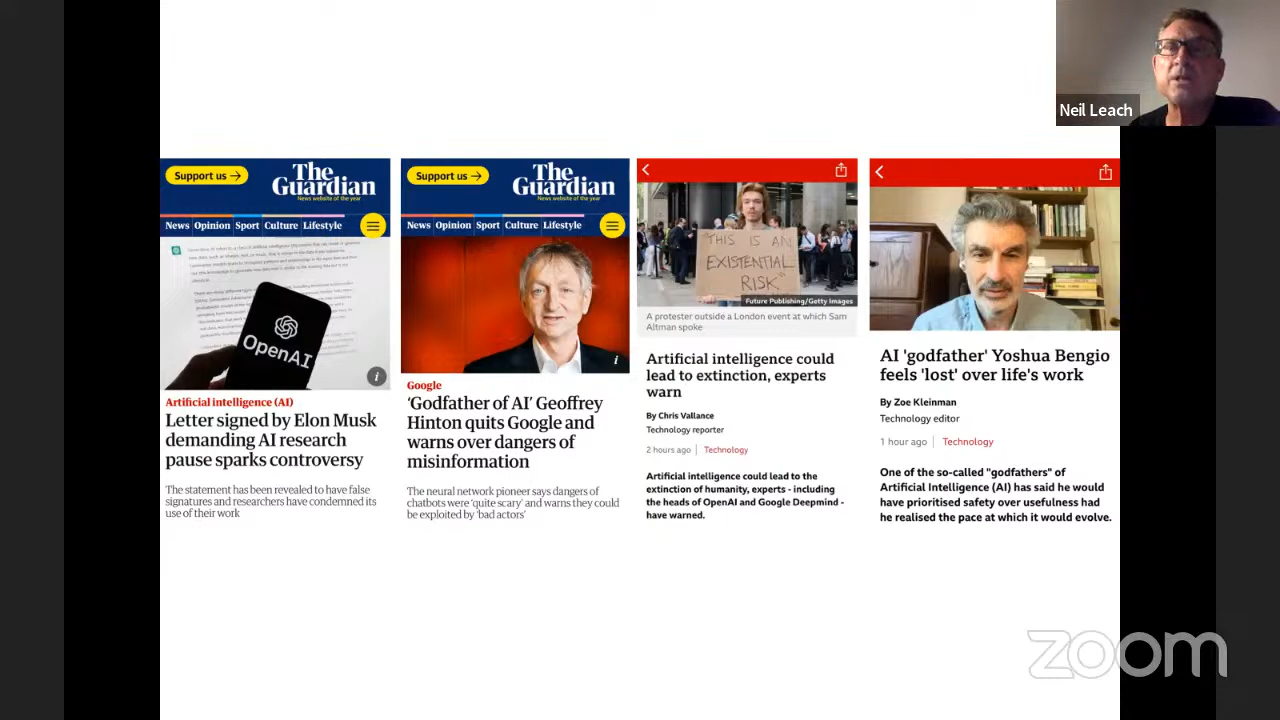 Neil Leach
Support us →
The
Guardian
News website of the year
News Opinion Sport Culture Lifestyle
OpenAI
i
Artificial intelligence (AI)
Letter signed by Elon Musk
demanding AI research
pause sparks controversy
The statement has been revealed to have false
signatures and researchers have condemned its
use of their work
Support us →
The
Guardian
News website of the year
News Opinion Sport Culture Lifestyle
i
Google
‘Godfather of AI’ Geoffrey
Hinton quits Google and
warns over dangers of
misinformation
The neural network pioneer says dangers of
chatbots were ‘quite scary’ and warns they could
be exploited by ‘bad actors’
THIS IS AN
EXISTENTIAL
RISK"
Future Publishing/Getty Images
A protester outside a London event at which Sam
Altman spoke
Artificial intelligence could
lead to extinction, experts
warn
By Chris Vallance
Technology reporter
2 hours ago | Technology
Artificial intelligence could lead to the
extinction of humanity, experts - including
the heads of OpenAI and Google Deepmind -
have warned.
AI 'godfather' Yoshua Bengio
feels 'lost' over life's work
By Zoe Kleinman
Technology editor
1 hour ago | Technology
One of the so-called "godfathers" of
Artificial Intelligence (AI) has said he would
have prioritised safety over usefulness had
he realised the pace at which it would evolve.
zoom